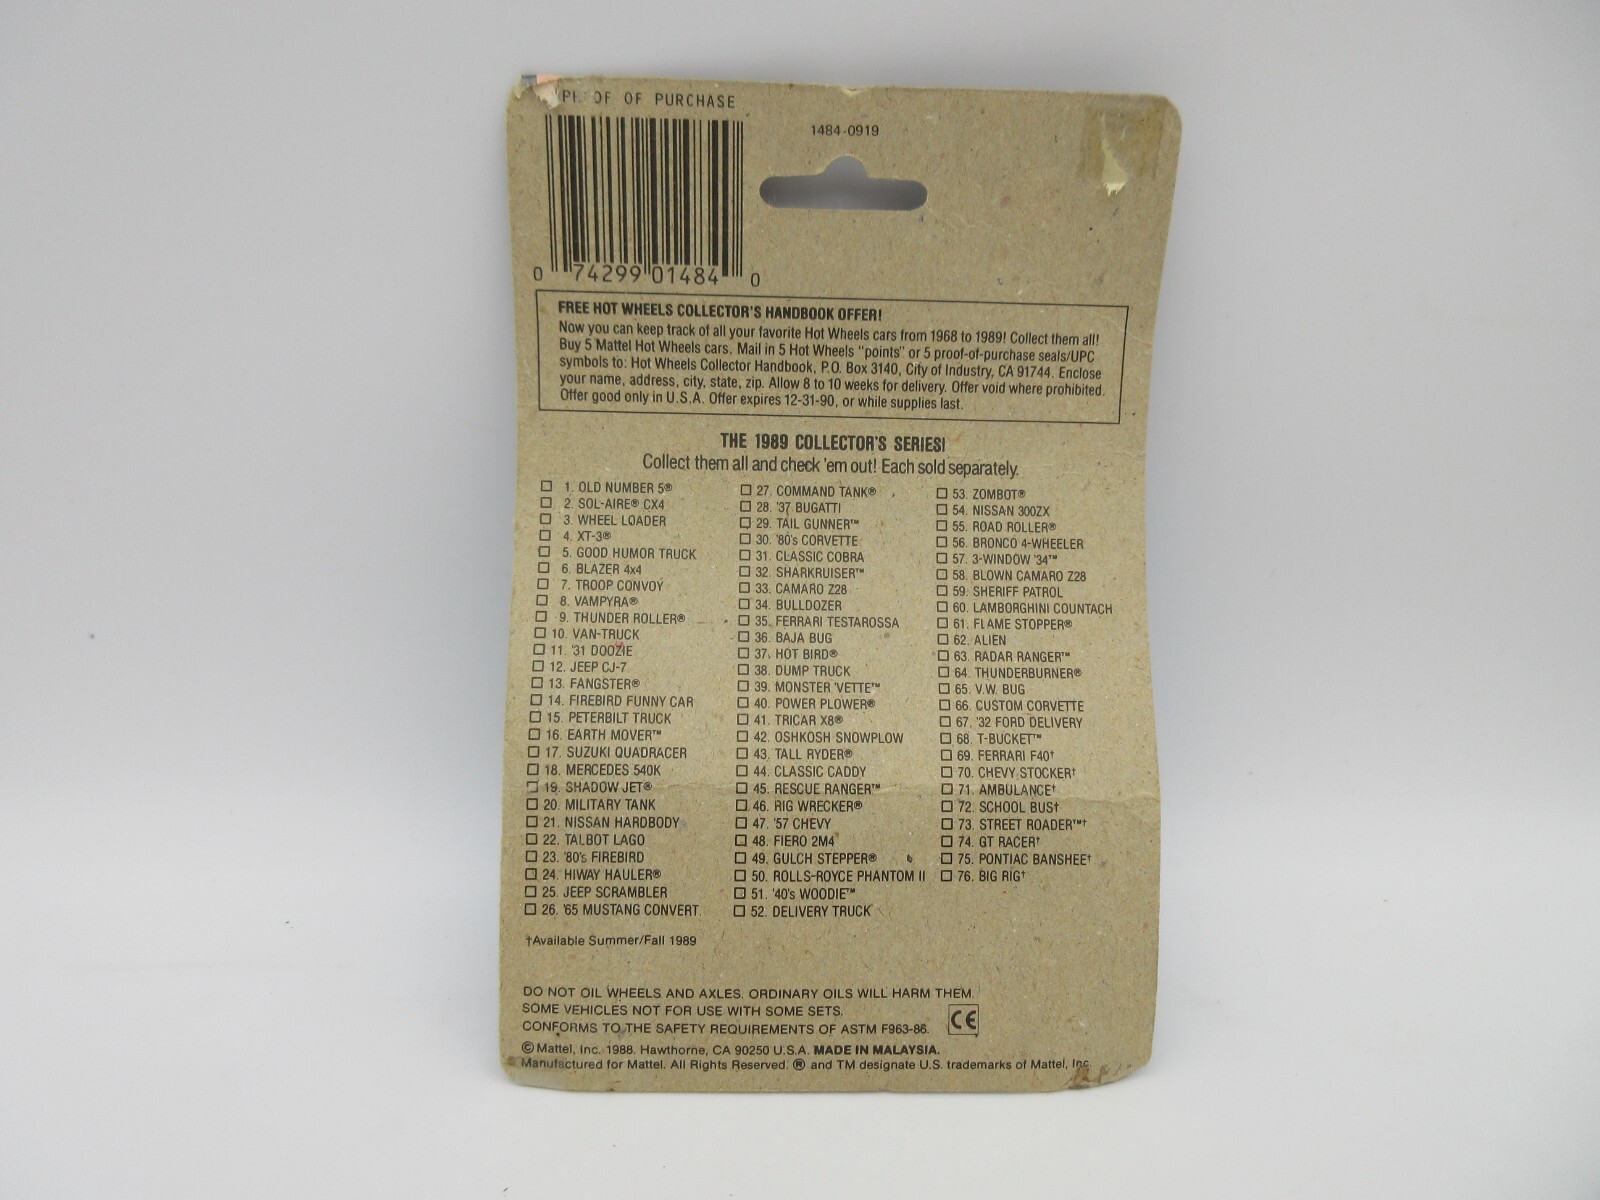 PROOF OF PURCHASE
1484-0919
0 74299 01484 0
FREE HOT WHEELS COLLECTOR'S HANDBOOK OFFER!
Now you can keep track of all your favorite Hot Wheels cars from 1968 to 1989! Collect them all!
Buy 5 Mattel Hot Wheels cars. Mail in 5 Hot Wheels "points" or 5 proof-of-purchase seals/UPC
symbols to: Hot Wheels Collector Handbook, P.O. Box 3140, City of Industry, CA 91744. Enclose
your name, address, city, state, zip. Allow 8 to 10 weeks for delivery. Offer void where prohibited.
Offer good only in U.S.A. Offer expires 12-31-90, or while supplies last.
THE 1989 COLLECTOR'S SERIES!
Collect them all and check 'em out! Each sold separately.
1. OLD NUMBER 5®
2. SOL-AIRE® CX4
3. WHEEL LOADER
4. XT-3®
5. GOOD HUMOR TRUCK
6. BLAZER 4x4
7. TROOP CONVOY
8. VAMPYRA®
9. THUNDER ROLLER®
10. VAN-TRUCK
11. '31 DOOZIE
12. JEEP CJ-7
13. FANGSTER®
14. FIREBIRD FUNNY CAR
15. PETERBILT TRUCK
16. EARTH MOVER™
17. SUZUKI QUADRACER
18. MERCEDES 540K
19. SHADOW JET®
20. MILITARY TANK
21. NISSAN HARDBODY
22. TALBOT LAGO
23. '80's FIREBIRD
24. HIWAY HAULER®
25. JEEP SCRAMBLER
26. '65 MUSTANG CONVERT.
27. COMMAND TANK®
28. '37 BUGATTI
29. TAIL GUNNER™
30. '80's CORVETTE
31. CLASSIC COBRA
32. SHARKRUISER™
33. CAMARO Z28
34. BULLDOZER
35. FERRARI TESTAROSSA
36. BAJA BUG
37. HOT BIRD®
38. DUMP TRUCK
39. MONSTER 'VETTE™
40. POWER PLOWER®
41. TRICAR X8®
42. OSHKOSH SNOWPLOW
43. TALL RYDER®
44. CLASSIC CADDY
45. RESCUE RANGER™
46. RIG WRECKER®
47. '57 CHEVY
48. FIERO 2M4
49. GULCH STEPPER®
50. ROLLS-ROYCE PHANTOM II
51. '40's WOODIE™
52. DELIVERY TRUCK
53. ZOMBOT®
54. NISSAN 300ZX
55. ROAD ROLLER®
56. BRONCO 4-WHEELER
57. 3-WINDOW '34™
58. BLOWN CAMARO Z28
59. SHERIFF PATROL
60. LAMBORGHINI COUNTACH
61. FLAME STOPPER®
62. ALIEN
63. RADAR RANGER™
64. THUNDERBURNER®
65. V.W. BUG
66. CUSTOM CORVETTE
67. '32 FORD DELIVERY
68. T-BUCKET™
69. FERRARI F40†
70. CHEVY STOCKER†
71. AMBULANCE†
72. SCHOOL BUS†
73. STREET ROADER™†
74. GT RACER†
75. PONTIAC BANSHEE†
76. BIG RIG†
†Available Summer/Fall 1989
DO NOT OIL WHEELS AND AXLES. ORDINARY OILS WILL HARM THEM.
SOME VEHICLES NOT FOR USE WITH SOME SETS.
CONFORMS TO THE SAFETY REQUIREMENTS OF ASTM F963-86.
CE
© Mattel, Inc. 1988. Hawthorne, CA 90250 U.S.A. MADE IN MALAYSIA.
Manufactured for Mattel. All Rights Reserved. ® and TM designate U.S. trademarks of Mattel, Inc.